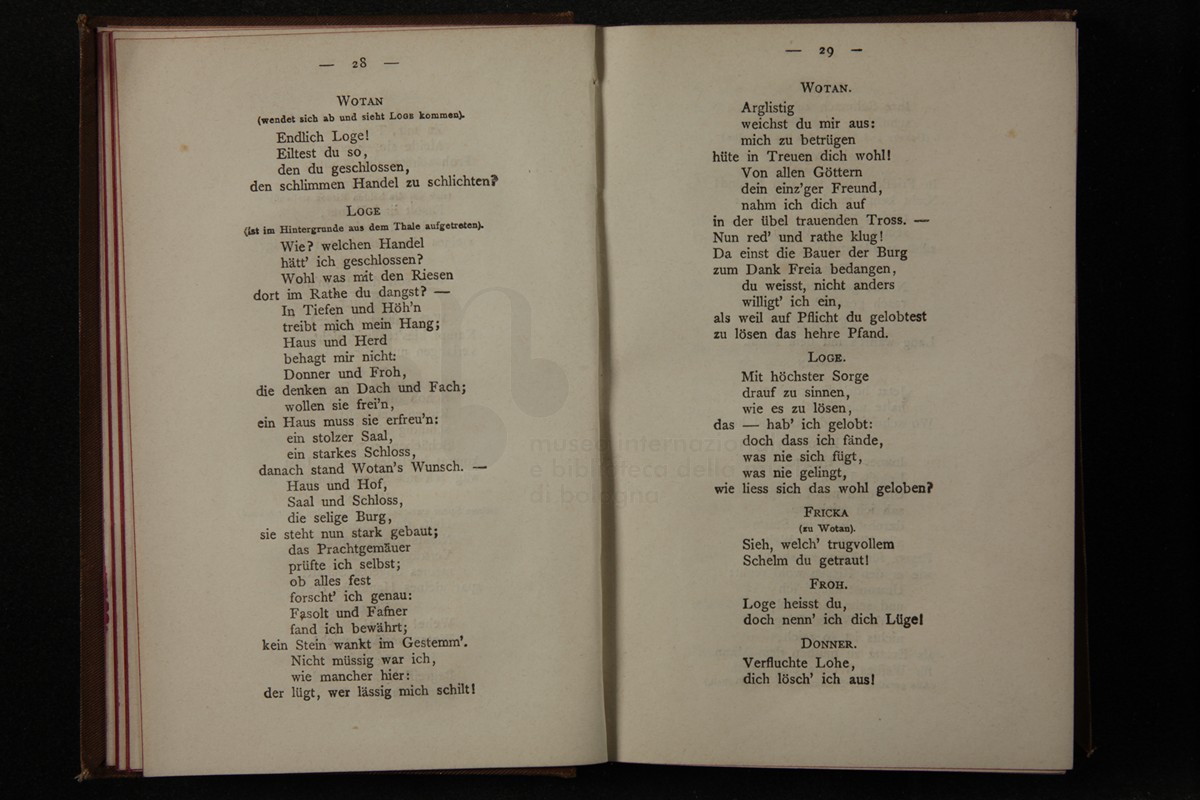 — 28 —
WOTAN
(wendet sich ab und sieht LOGE kommen).
Endlich Loge!
Eiltest du so,
den du geschlossen,
den schlimmen Handel zu schlichten?
LOGE
(ist im Hintergrunde aus dem Thale aufgetreten).
Wie? welchen Handel
hätt' ich geschlossen?
Wohl was mit den Riesen
dort im Rathe du dangst? —
In Tiefen und Höh'n
treibt mich mein Hang;
Haus und Herd
behagt mir nicht:
Donner und Froh,
die denken an Dach und Fach;
wollen sie frei'n,
ein Haus muss sie erfreu'n:
ein stolzer Saal,
ein starkes Schloss,
danach stand Wotan's Wunsch. —
Haus und Hof,
Saal und Schloss,
die selige Burg,
sie steht nun stark gebaut;
das Prachtgemäuer
prüfte ich selbst;
ob alles fest
forscht' ich genau:
Fasolt und Fafner
fand ich bewährt;
kein Stein wankt im Gestemm'.
Nicht müssig war ich,
wie mancher hier:
der lügt, wer lässig mich schilt!
— 29 —
WOTAN.
Arglistig
weichst du mir aus:
mich zu betrügen
hüte in Treuen dich wohl!
Von allen Göttern
dein einz'ger Freund,
nahm ich dich auf
in der übel trauenden Tross. —
Nun red' und rathe klug!
Da einst die Bauer der Burg
zum Dank Freia bedangen,
du weisst, nicht anders
willigt' ich ein,
als weil auf Pflicht du gelobtest
zu lösen das hehre Pfand.
LOGE.
Mit höchster Sorge
drauf zu sinnen,
wie es zu lösen,
das — hab' ich gelobt:
doch dass ich fände,
was nie sich fügt,
was nie gelingt,
wie liess sich das wohl geloben?
FRICKA
(zu Wotan).
Sieh, welch' trugvollem
Schelm du getraut!
FROH.
Loge heisst du,
doch nenn' ich dich Lüge!
DONNER.
Verfluchte Lohe,
dich lösch' ich aus!
museo internazio
e biblioteca della
di bologna